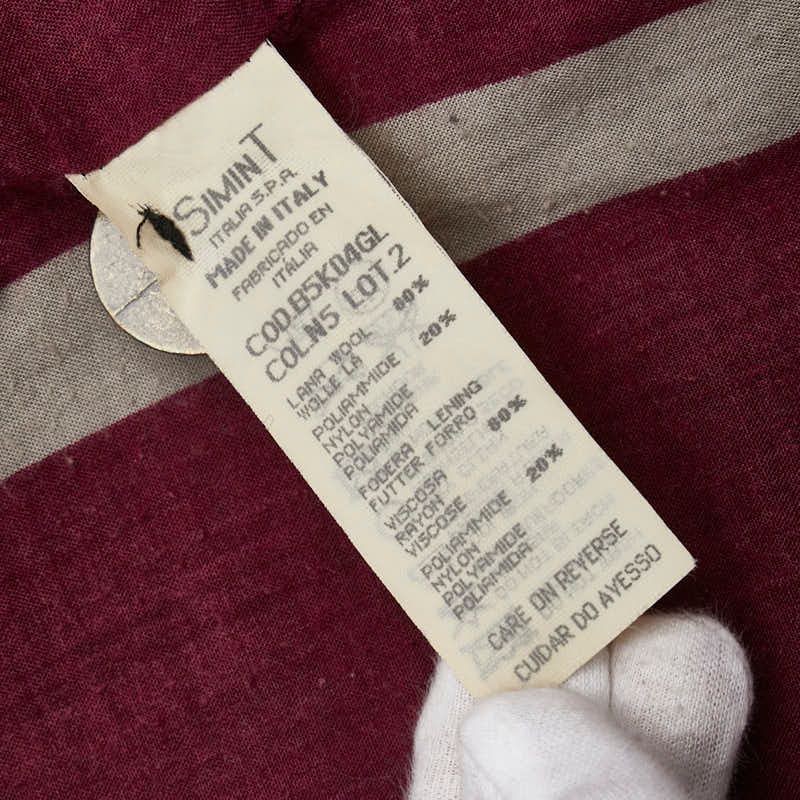 SIMINT
ITALIA S.P.A.
MADE IN ITALY
FABRICADO EN
ITÁLIA
COD.B5K04GL
COL.N5 LOT.2
LANA WOOL 80%
WOLLE LÃ
POLIAMMIDE 20%
NYLON
POLYAMIDE
POLIAMIDA
FODERA LENING
FUTTER FORRO
VISCOSA 80%
RAYON
VISCOSE
POLIAMMIDE 20%
NYLON
POLYAMIDE
POLIAMIDA
CARE ON REVERSE
CUIDAR DO AVESSO